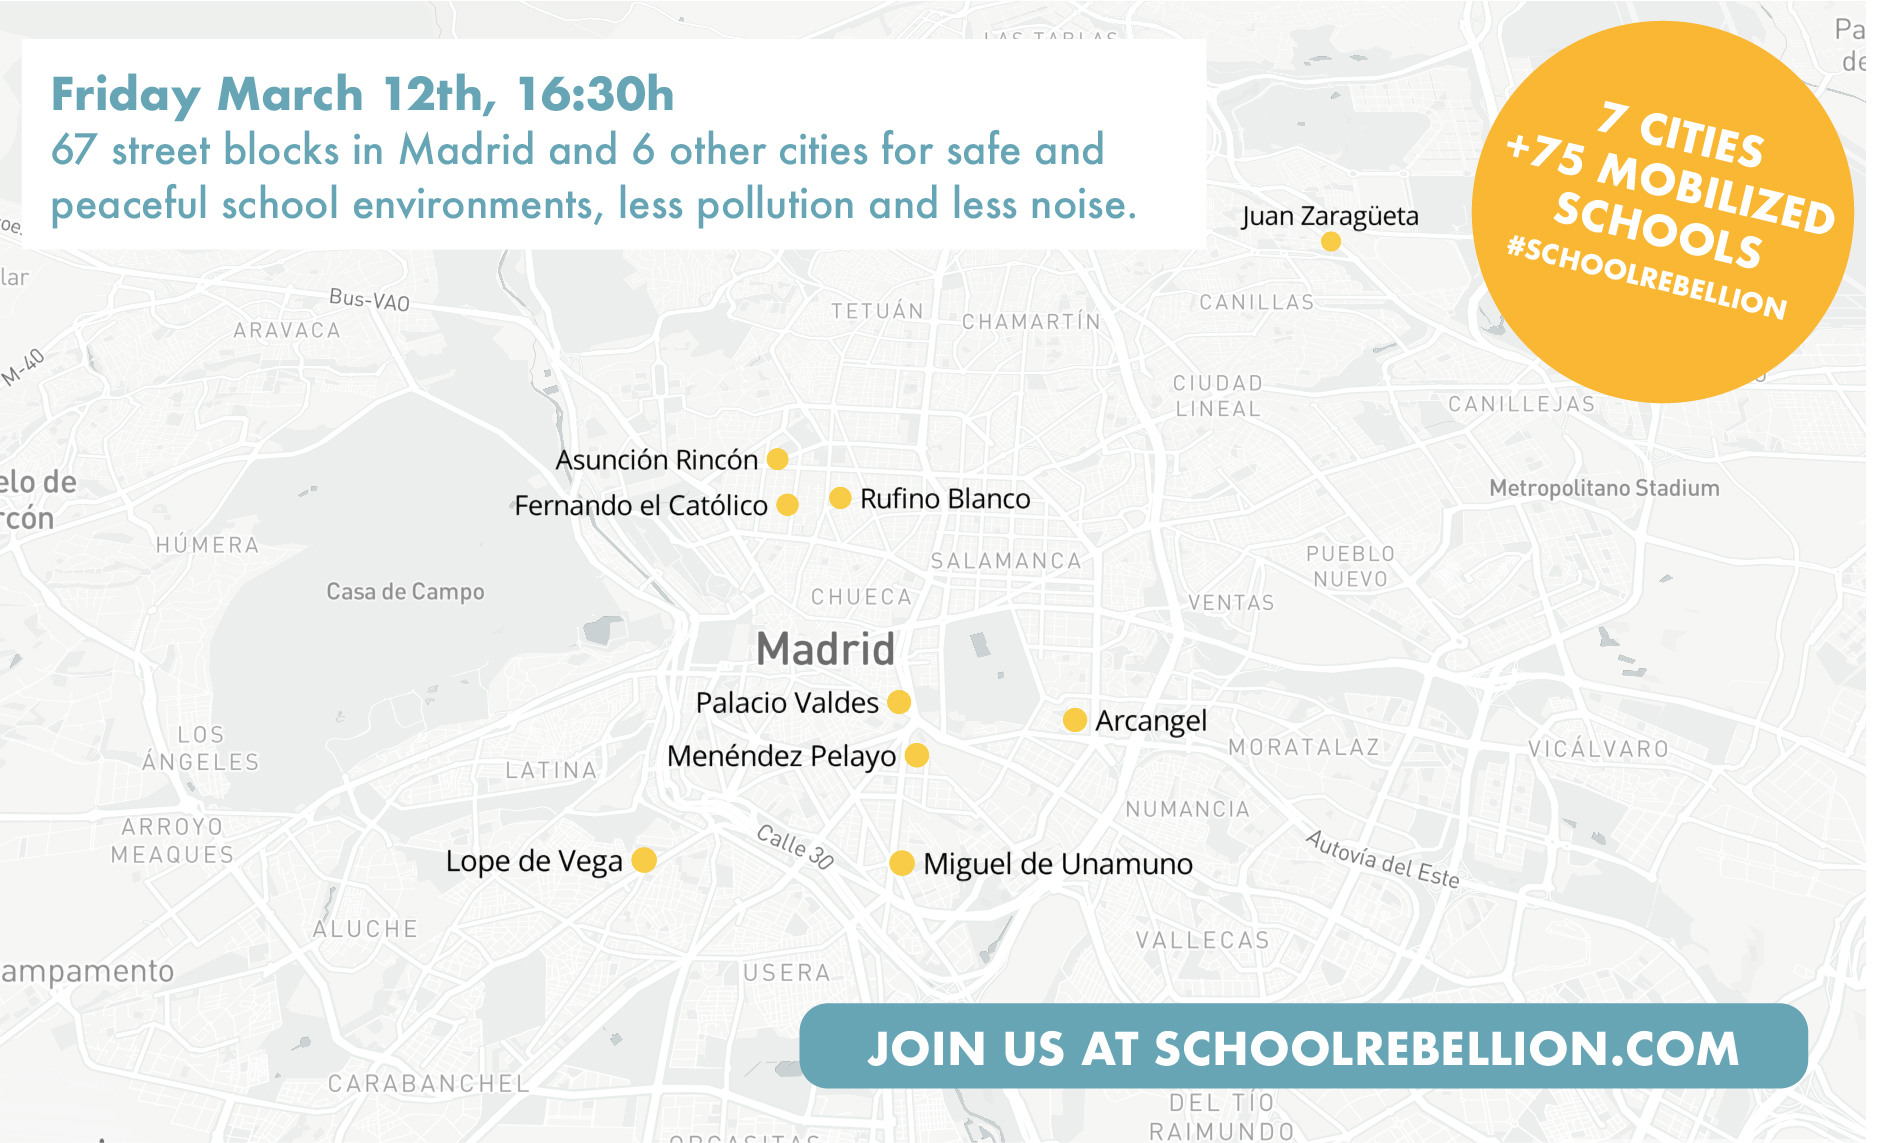 Friday March 12th, 16:30h
67 street blocks in Madrid and 6 other cities for safe and
peaceful school environments, less pollution and less noise.
7 CITIES
+75 MOBILIZED
SCHOOLS
#SCHOOLREBELLION
LAS TABLAS
Juan Zaragüeta
Bus-VAO
ARAVACA
M-40
TETUÁN
CHAMARTÍN
CANILLAS
CIUDAD
LINEAL
CANILLEJAS
Asunción Rincón
Fernando el Católico
Rufino Blanco
Metropolitano Stadium
HÚMERA
Casa de Campo
SALAMANCA
PUEBLO
NUEVO
CHUECA
VENTAS
Madrid
Palacio Valdes
Arcangel
Menéndez Pelayo
LOS
ÁNGELES
LATINA
MORATALAZ
VICÁLVARO
NUMANCIA
ARROYO
MEAQUES
Calle 30
Autovía del Este
Lope de Vega
Miguel de Unamuno
ALUCHE
VALLECAS
ampamento
USERA
JOIN US AT SCHOOLREBELLION.COM
CARABANCHEL
DEL TÍO
RAIMUNDO
ORCASITAS